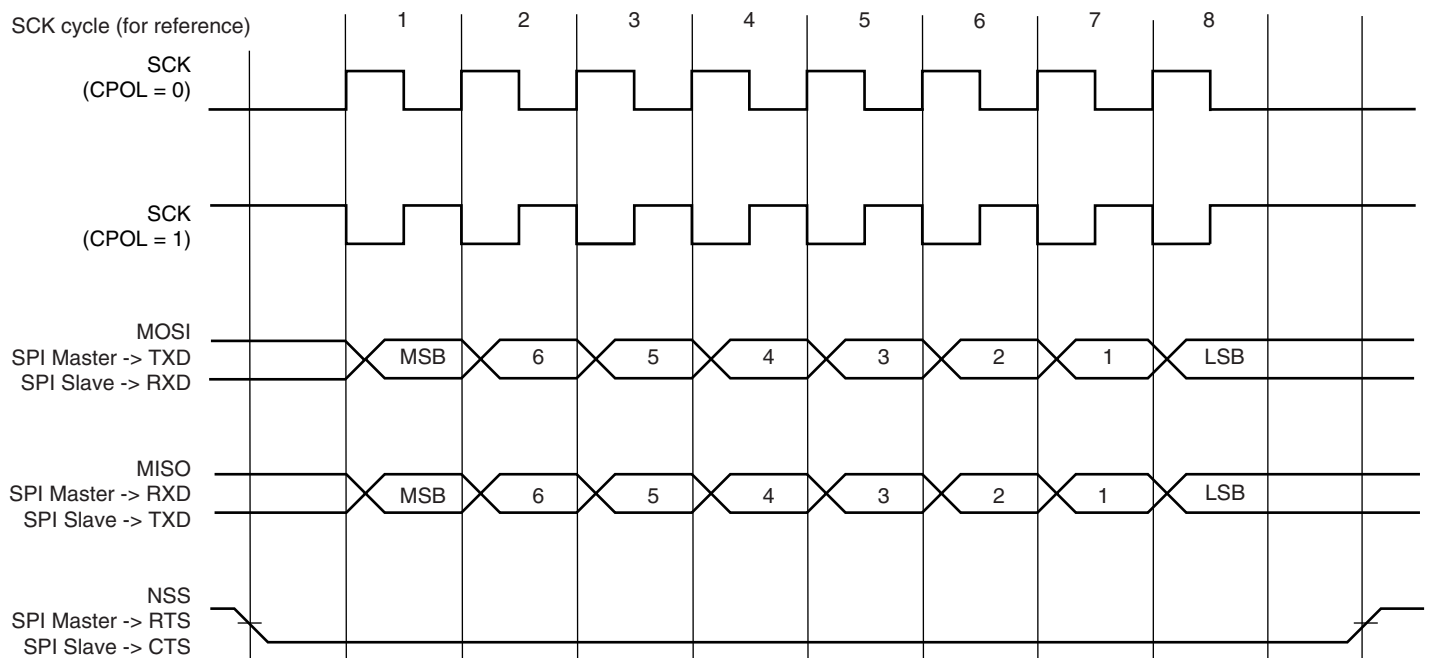 SCK cycle (for reference)
1 2 3 4 5 6 7 8
SCK
(CPOL = 0)
SCK
(CPOL = 1)
MOSI
SPI Master -> TXD
SPI Slave -> RXD
MSB 6 5 4 3 2 1 LSB
MISO
SPI Master -> RXD
SPI Slave -> TXD
MSB 6 5 4 3 2 1 LSB
NSS
SPI Master -> RTS
SPI Slave -> CTS